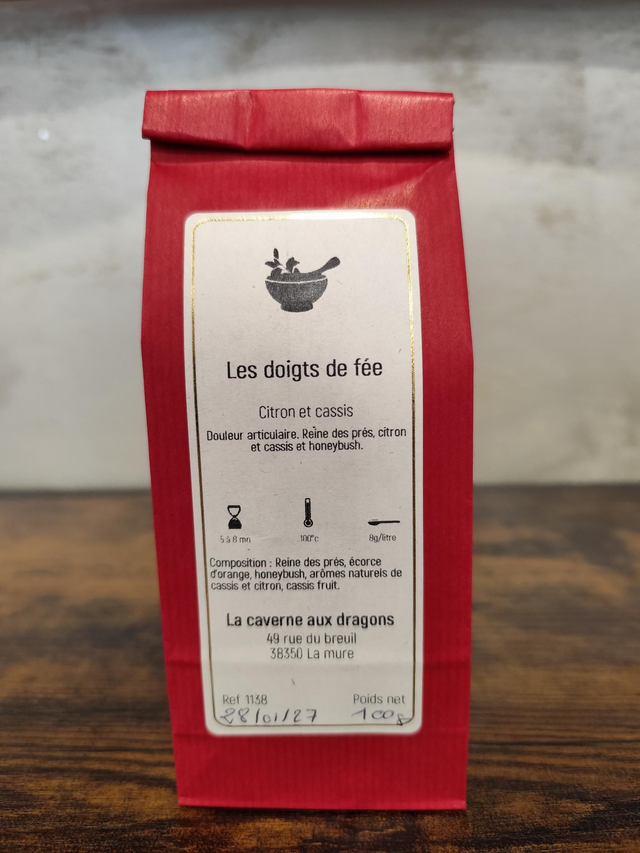 Les doigts de fée
Citron et cassis
Douleur articulaire. Reine des prés, citron
et cassis et honeybush.
5 à 8 mn 100°c 8g/litre
Composition : Reine des prés, écorce
d'orange, honeybush, arômes naturels de
cassis et citron, cassis fruit.
La caverne aux dragons
49 rue du breuil
38350 La mure
Ref 1138 Poids net
28/01/27 100g